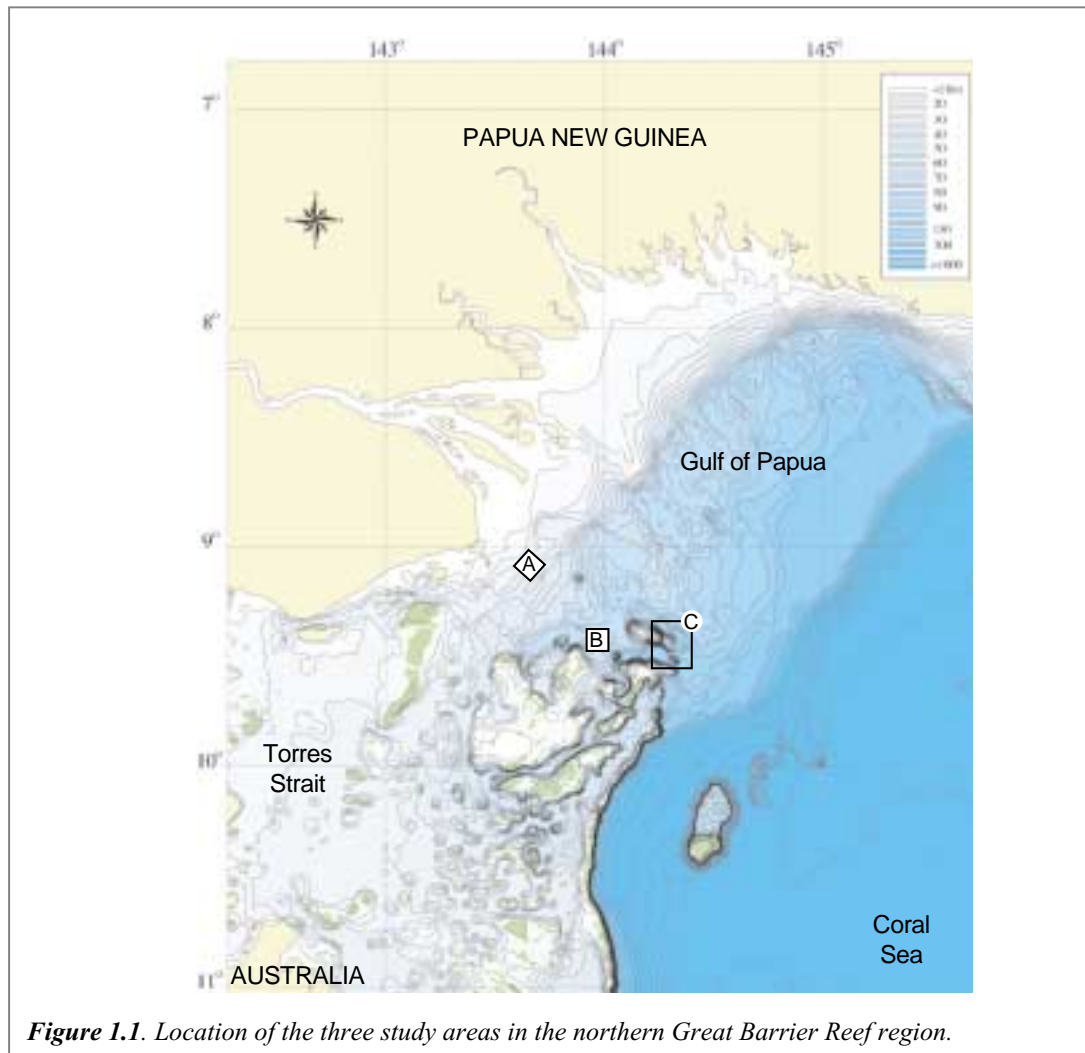 143°
144°
145°
7°
PAPUA NEW GUINEA
8°
Gulf of Papua
9°
A
B
C
Torres
Strait
10°
Coral
Sea
AUSTRALIA
11°
Figure 1.1. Location of the three study areas in the northern Great Barrier Reef region.